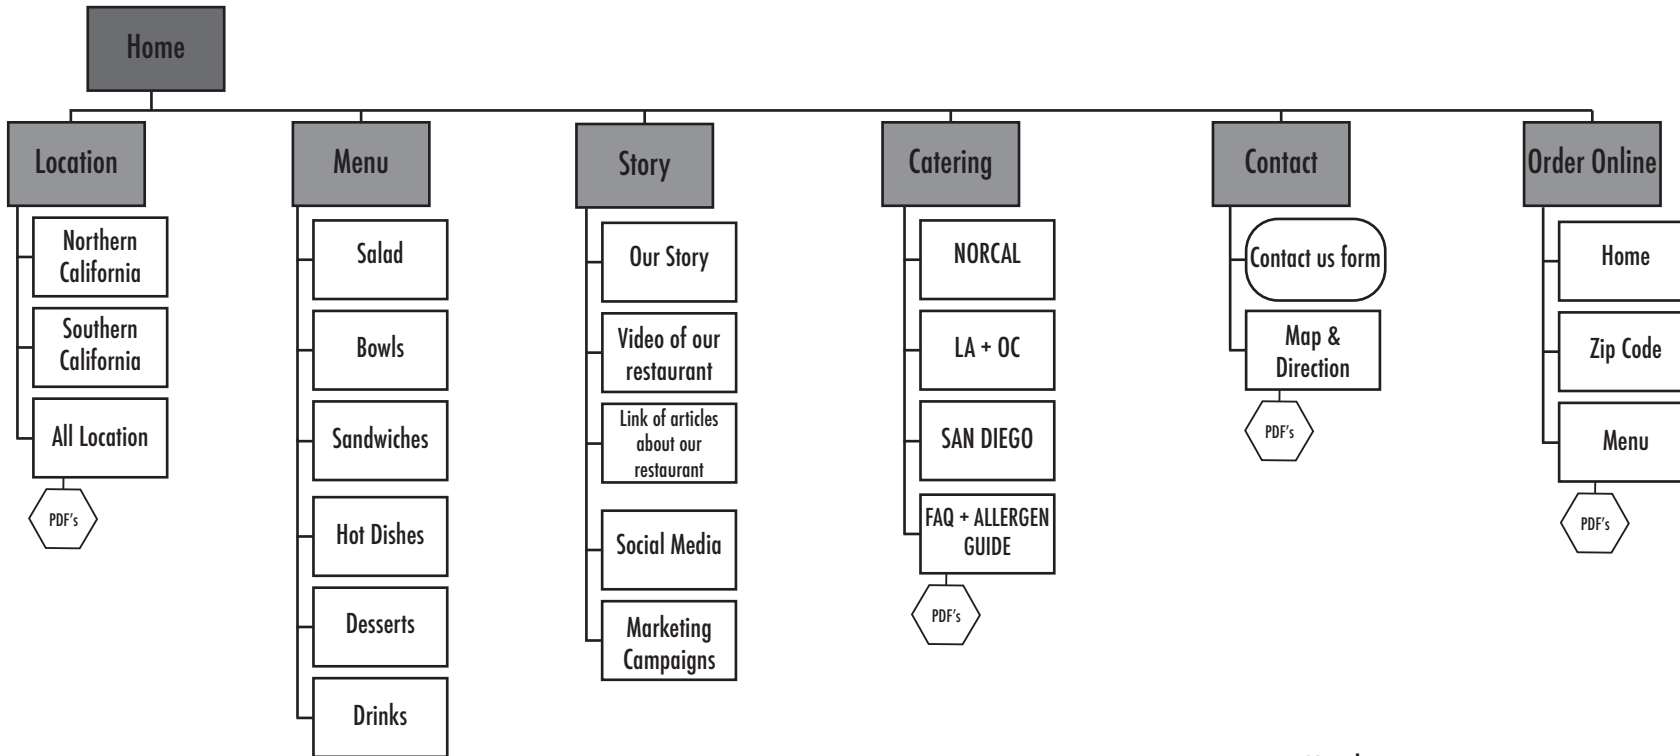 Home
Location
Northern
California
Southern
California
All Location
PDF's
Menu
Salad
Bowls
Sandwiches
Hot Dishes
Desserts
Drinks
Story
Our Story
Video of our
restaurant
Link of articles
about our
restaurant
Social Media
Marketing
Campaigns
Catering
NORCAL
LA + OC
SAN DIEGO
FAQ + ALLERGEN
GUIDE
PDF's
Contact
Contact us form
Map &
Direction
PDF's
Order Online
Home
Zip Code
Menu
PDF's